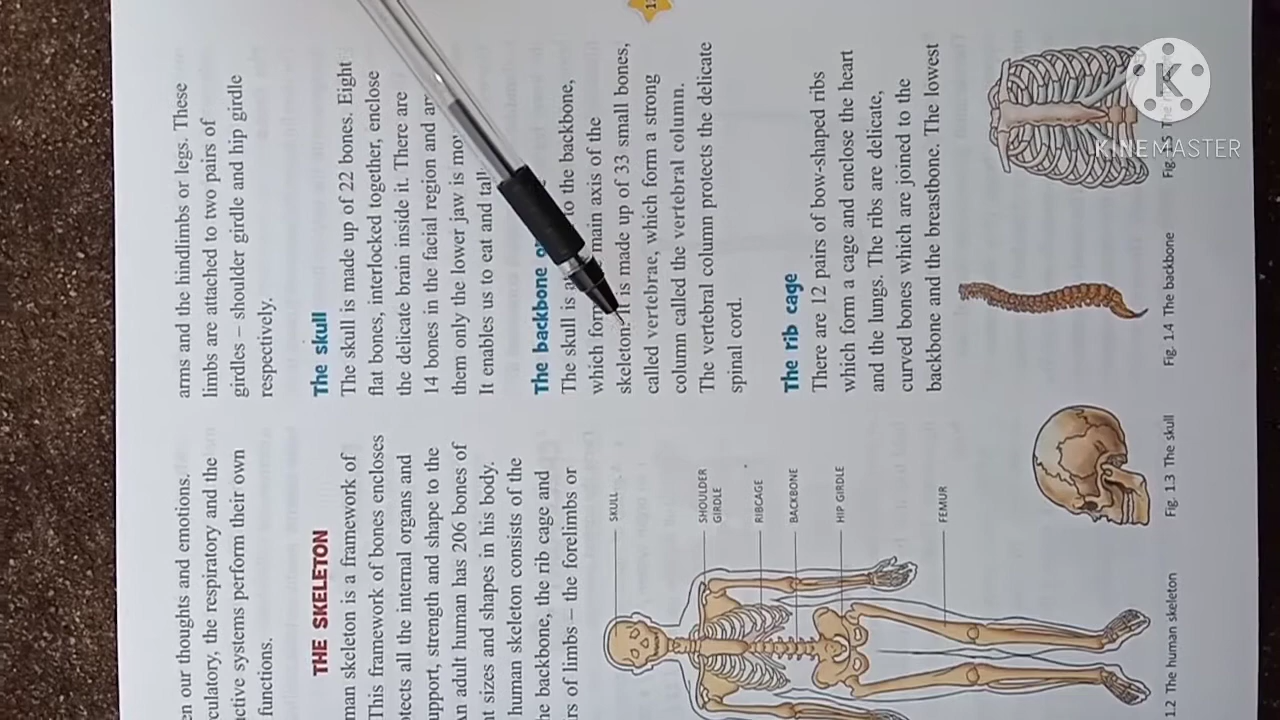 en our thoughts and emotions.
culatory, the respiratory and the
ctive systems perform their own
functions.
THE SKELETON
man skeleton is a framework of
This framework of bones encloses
otects all the internal organs and
upport, strength and shape to the
n adult human has 206 bones of
nt sizes and shapes in his body.
human skeleton consists of the
he backbone, the rib cage and
irs of limbs – the forelimbs or
SKULL
SHOULDER
GIRDLE
RIBCAGE
BACKBONE
HIP GIRDLE
FEMUR
1.2 The human skeleton
arms and the hindlimbs or legs. These
limbs are attached to two pairs of
girdles – shoulder girdle and hip girdle
respectively.
The skull
The skull is made up of 22 bones. Eight
flat bones, interlocked together, enclose
the delicate brain inside it. There are
14 bones in the facial region and
them only the lower jaw is
It enables us to eat and
The backbone
The skull is to the backbone,
which main axis of the
skeleton. is made up of 33 small bones,
called vertebrae, which form a strong
column called the vertebral column.
The vertebral column protects the delicate
spinal cord.
The rib cage
There are 12 pairs of bow-shaped ribs
which form a cage and enclose the heart
and the lungs. The ribs are delicate,
curved bones which are joined to the
backbone and the breastbone. The lowest
Fig. 1.3 The skull
Fig. 1.4 The backbone
Fig. 5 The
K
KINEMASTER